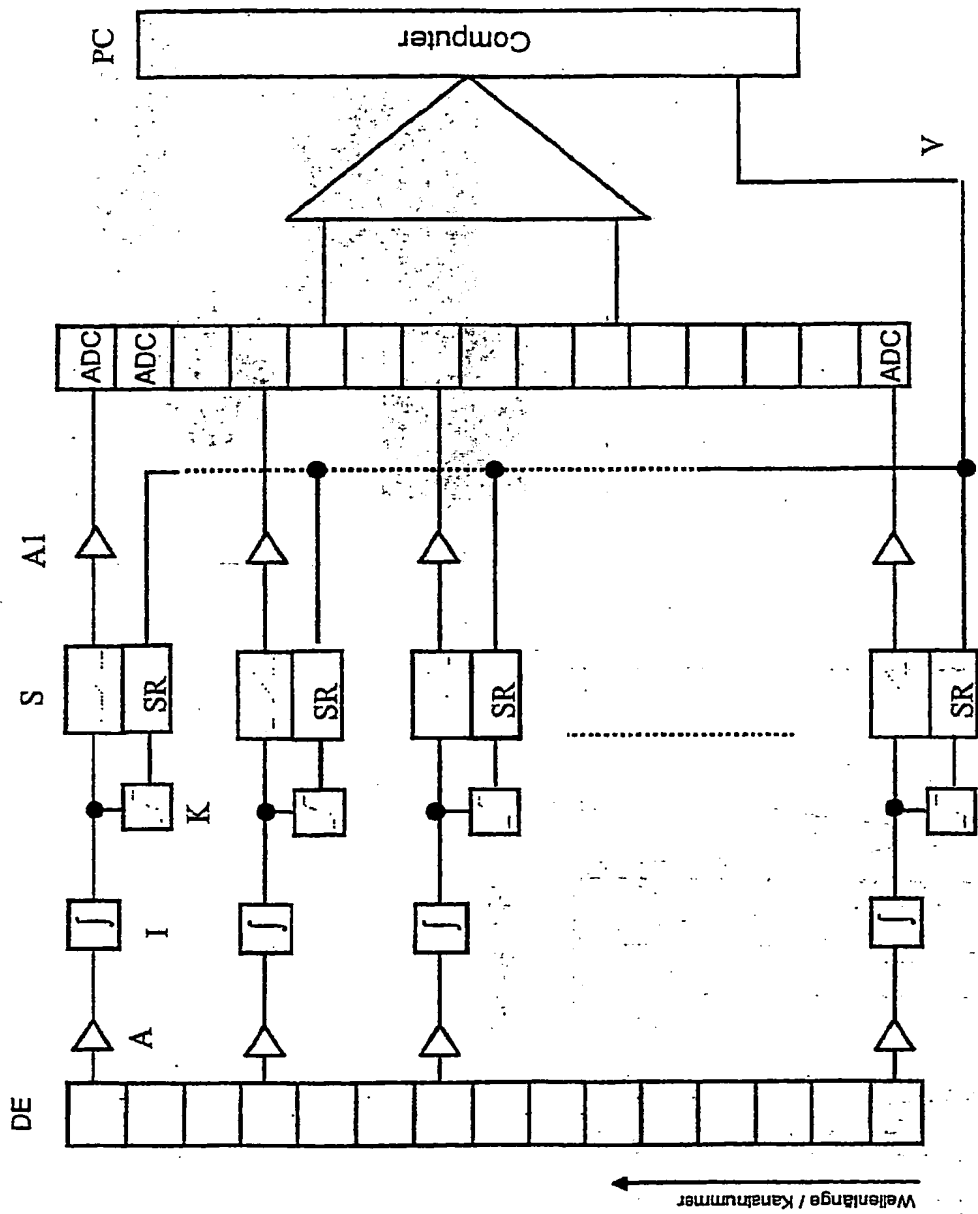 DE
A
I
K
S
A1
PC
V
ADC
ADC
ADC
SR
SR
SR
SR
∫
∫
∫
∫
Computer
Wellenlänge / Kanalnummer